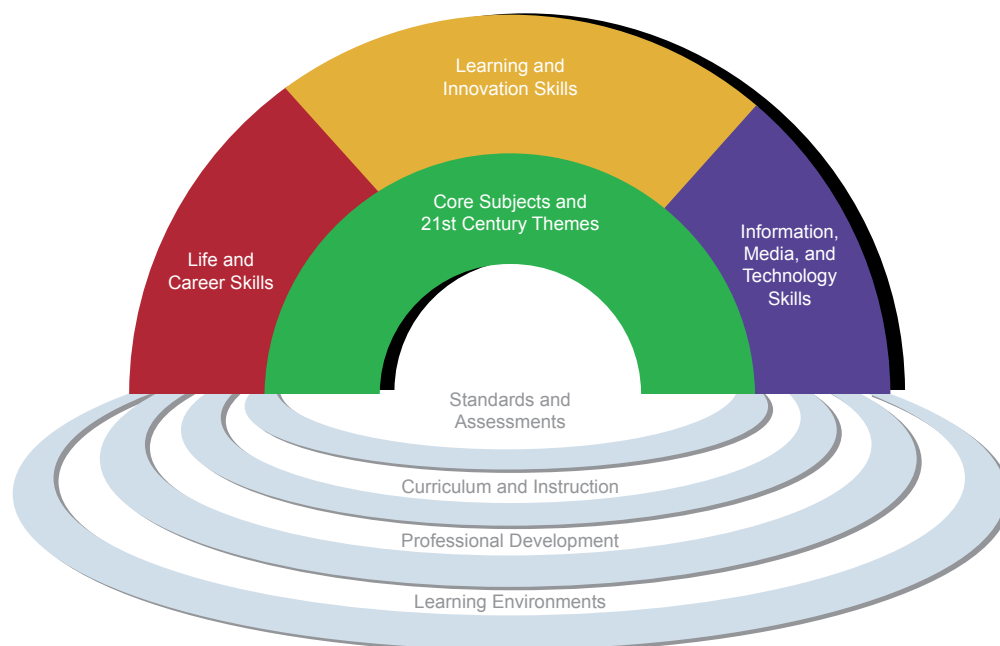 Learning and
Innovation Skills
Core Subjects and
21st Century Themes
Life and
Career Skills
Information,
Media, and
Technology
Skills
Standards and
Assessments
Curriculum and Instruction
Professional Development
Learning Environments